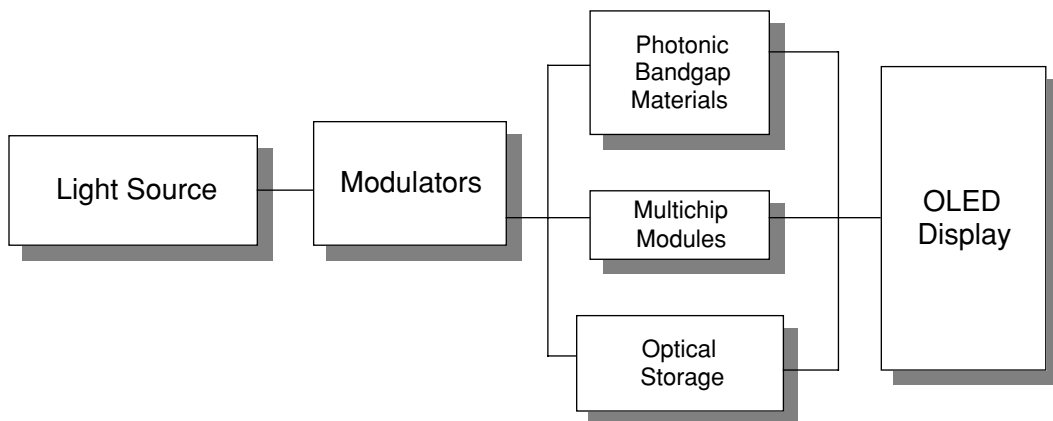 Light Source
Modulators
Photonic
Bandgap
Materials
Multichip
Modules
Optical
Storage
OLED
Display